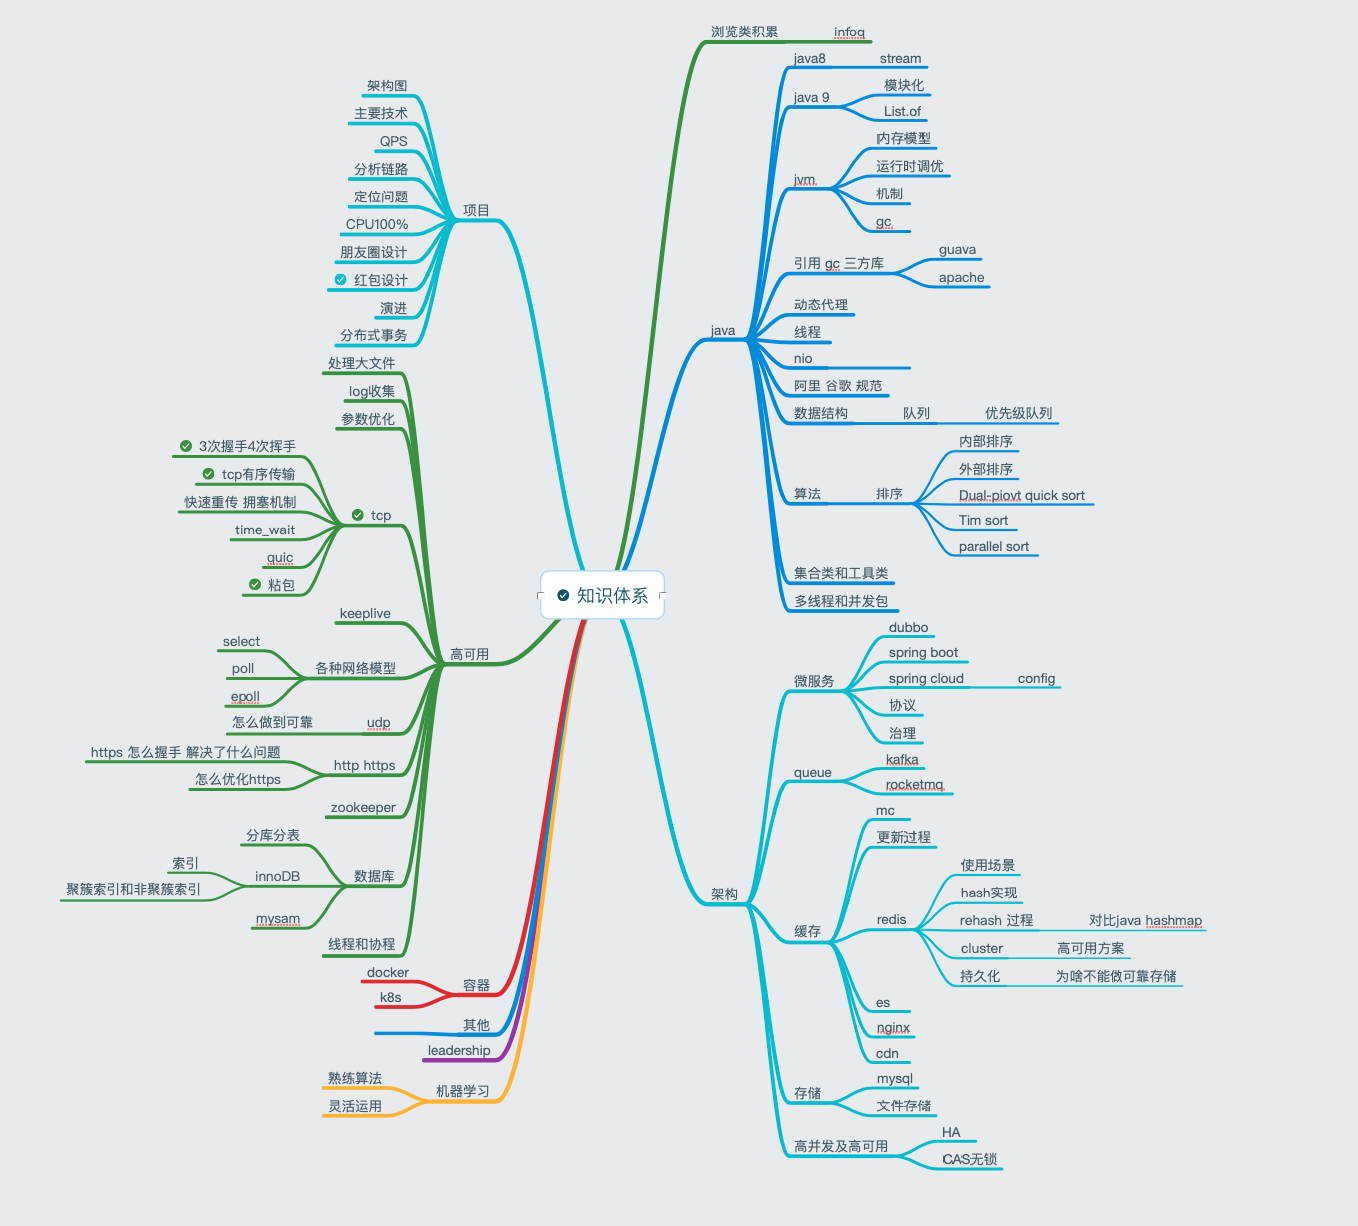 知识体系
浏览类积累
infoq
java
java8
stream
java 9
模块化
List.of
jvm
内存模型
运行时调优
机制
gc
引用 gc 三方库
guava
apache
动态代理
线程
nio
阿里 谷歌 规范
数据结构
队列
优先级队列
算法
排序
内部排序
外部排序
Dual-piovt quick sort
Tim sort
parallel sort
集合类和工具类
多线程和并发包
架构
微服务
dubbo
spring boot
spring cloud
config
协议
治理
queue
kafka
rocketmq
缓存
mc
更新过程
redis
使用场景
hash实现
rehash 过程
对比java hashmap
cluster
高可用方案
持久化
为啥不能做可靠存储
es
nginx
cdn
存储
mysql
文件存储
高并发及高可用
HA
CAS无锁
项目
架构图
主要技术
QPS
分析链路
定位问题
CPU100%
朋友圈设计
红包设计
演进
分布式事务
高可用
处理大文件
log收集
参数优化
tcp
3次握手4次挥手
tcp有序传输
快速重传 拥塞机制
time_wait
quic
粘包
keeplive
各种网络模型
select
poll
epoll
udp
怎么做到可靠
http https
https 怎么握手 解决了什么问题
怎么优化https
zookeeper
数据库
分库分表
innoDB
索引
聚簇索引和非聚簇索引
mysam
线程和协程
容器
docker
k8s
其他
leadership
机器学习
熟练算法
灵活运用